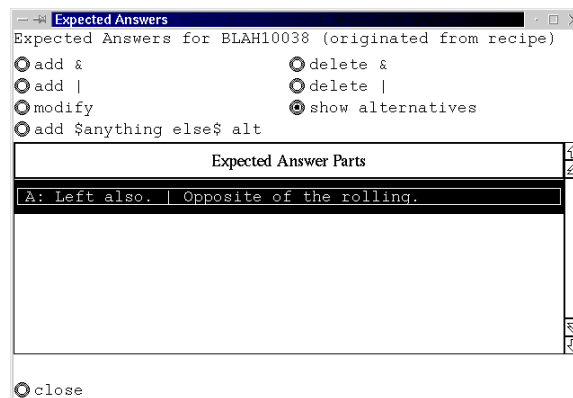 Expected Answers
Expected Answers for BLAH10038 (originated from recipe)
add & delete &
add | delete |
modify show alternatives
add $anything else$ alt
Expected Answer Parts
A: Left also. | Opposite of the rolling.
close